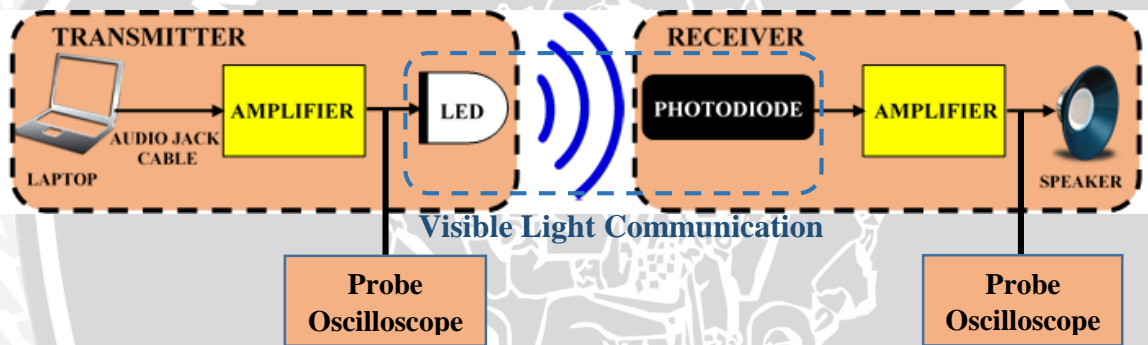 TRANSMITTER
LAPTOP
AUDIO JACK
CABLE
AMPLIFIER
LED
RECEIVER
PHOTODIODE
AMPLIFIER
SPEAKER
Visible Light Communication
Probe
Oscilloscope
Probe
Oscilloscope